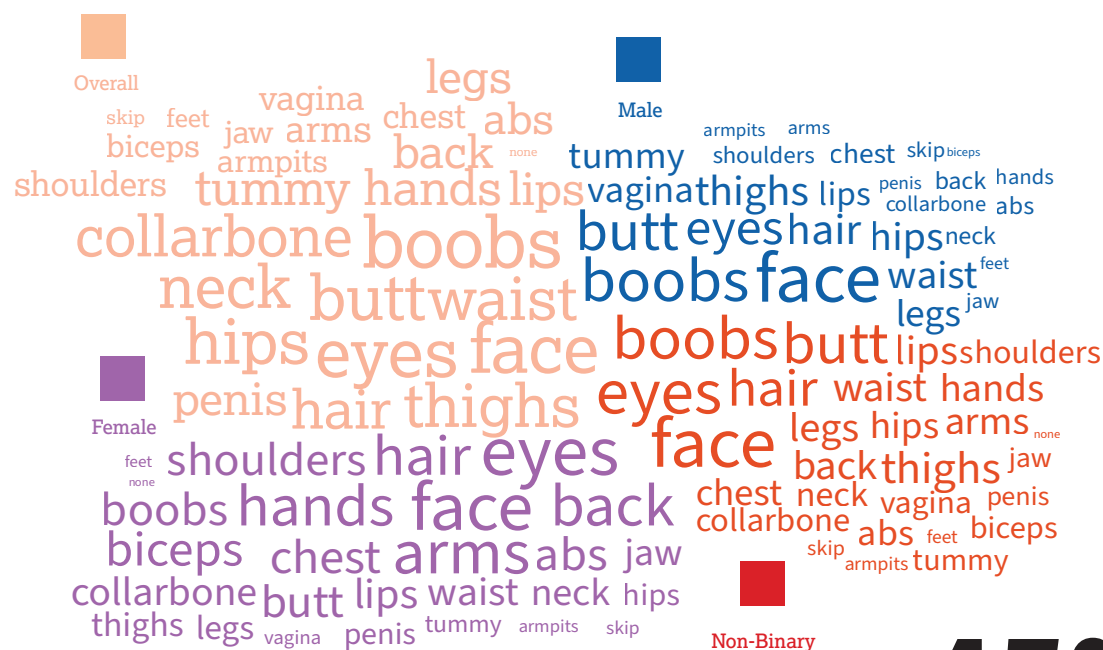 Overall
legs
vagina
skip feet jaw arms chest abs
biceps armpits back none
shoulders tummy hands lips
collarbone boobs
neck butt waist
hips eyes face
penis hair thighs
Male
armpits arms
tummy shoulders chest skip biceps
vagina thighs lips penis back hands
collarbone abs
butt eyes hair hips neck
boobs face waist feet
legs jaw
boobs butt lips shoulders
eyes hair waist hands
face legs hips arms none
back thighs jaw
chest neck vagina penis
collarbone abs feet biceps
skip armpits tummy
Non-Binary
Female
feet shoulders hair eyes
none
boobs hands face back
biceps chest arms abs jaw
collarbone butt lips waist neck hips
thighs legs vagina penis tummy armpits skip